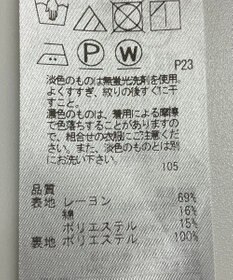 P W
P23
淡色のものは無蛍光洗剤を使用。
よくすすぎ、絞りの後すぐに干
すこと。
濃色のものは、着用による摩擦
で色落ちすることがありますの
で、組合せの衣服にご注意くだ
さい。また、淡色のものとは別
にお洗いください。
105
品質
表地 レーヨン 69%
綿 16%
ポリエステル 15%
裏地 ポリエステル 100%